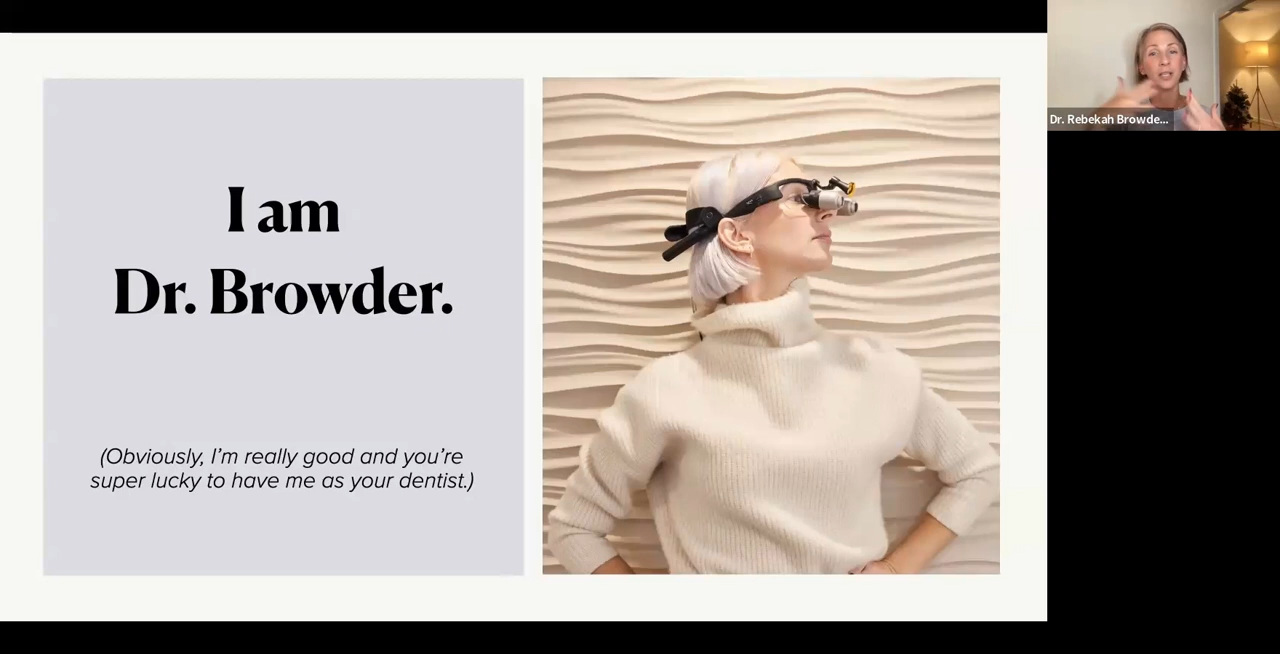 I am
Dr. Browder.
(Obviously, I’m really good and you’re
super lucky to have me as your dentist.)
Dr. Rebekah Browde...